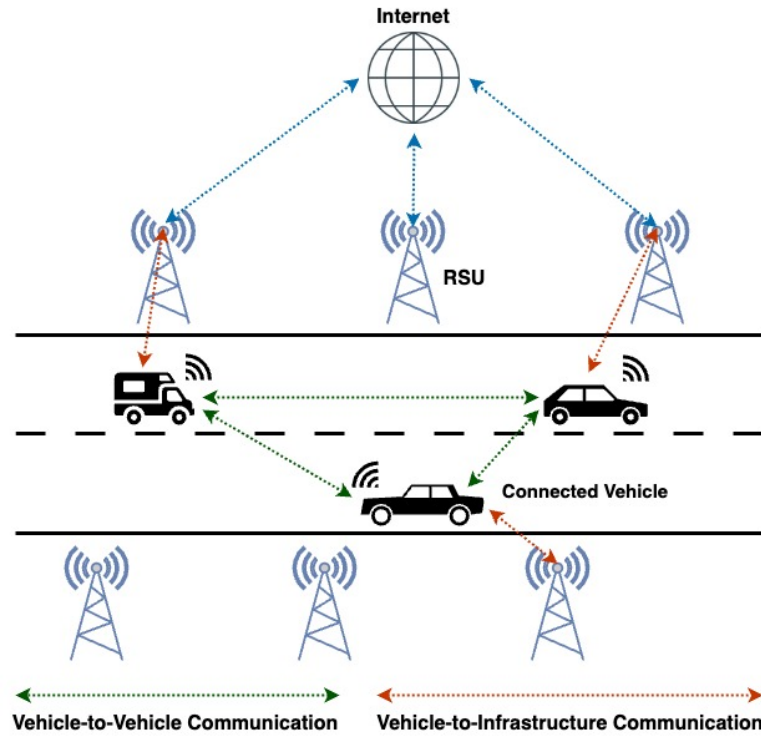 Internet
RSU
Connected Vehicle
Vehicle-to-Vehicle Communication
Vehicle-to-Infrastructure Communication